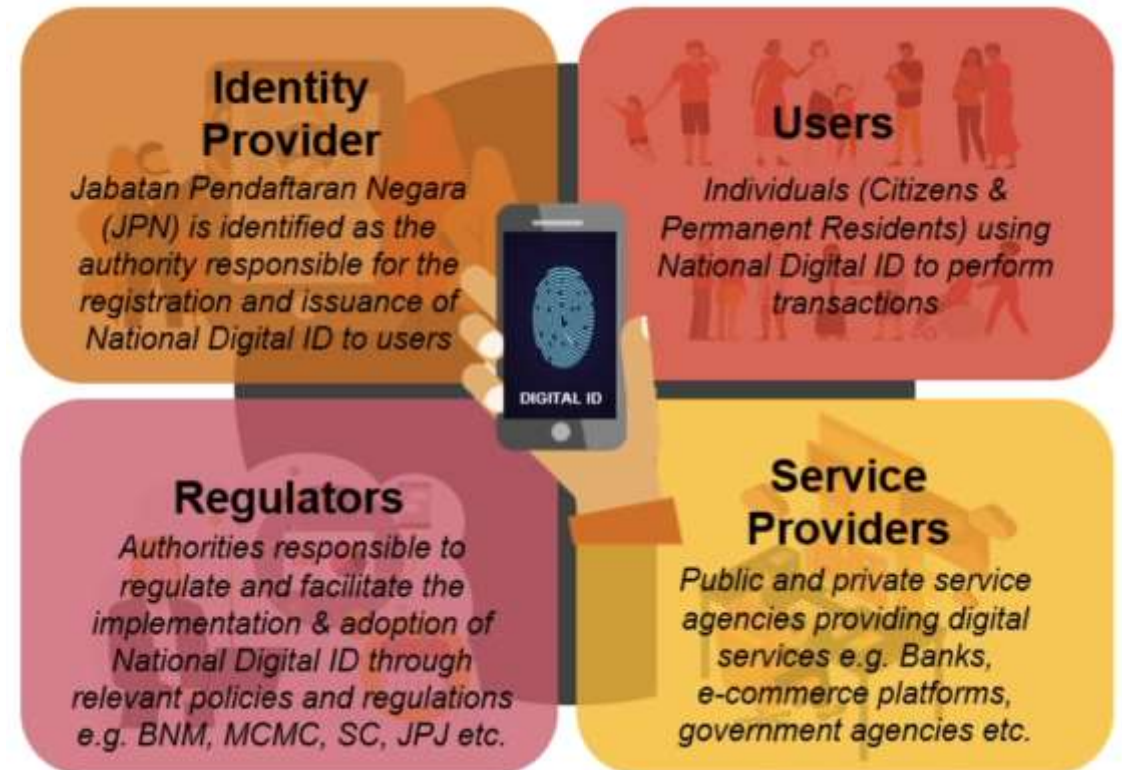 Identity
Provider
Jabatan Pendaftaran Negara
(JPN) is identified as the
authority responsible for the
registration and issuance of
National Digital ID to users
Users
Individuals (Citizens &
Permanent Residents) using
National Digital ID to perform
transactions
DIGITAL ID
Regulators
Authorities responsible to
regulate and facilitate the
implementation & adoption of
National Digital ID through
relevant policies and regulations
e.g. BNM, MCMC, SC, JPJ etc.
Service
Providers
Public and private service
agencies providing digital
services e.g. Banks,
e-commerce platforms,
government agencies etc.